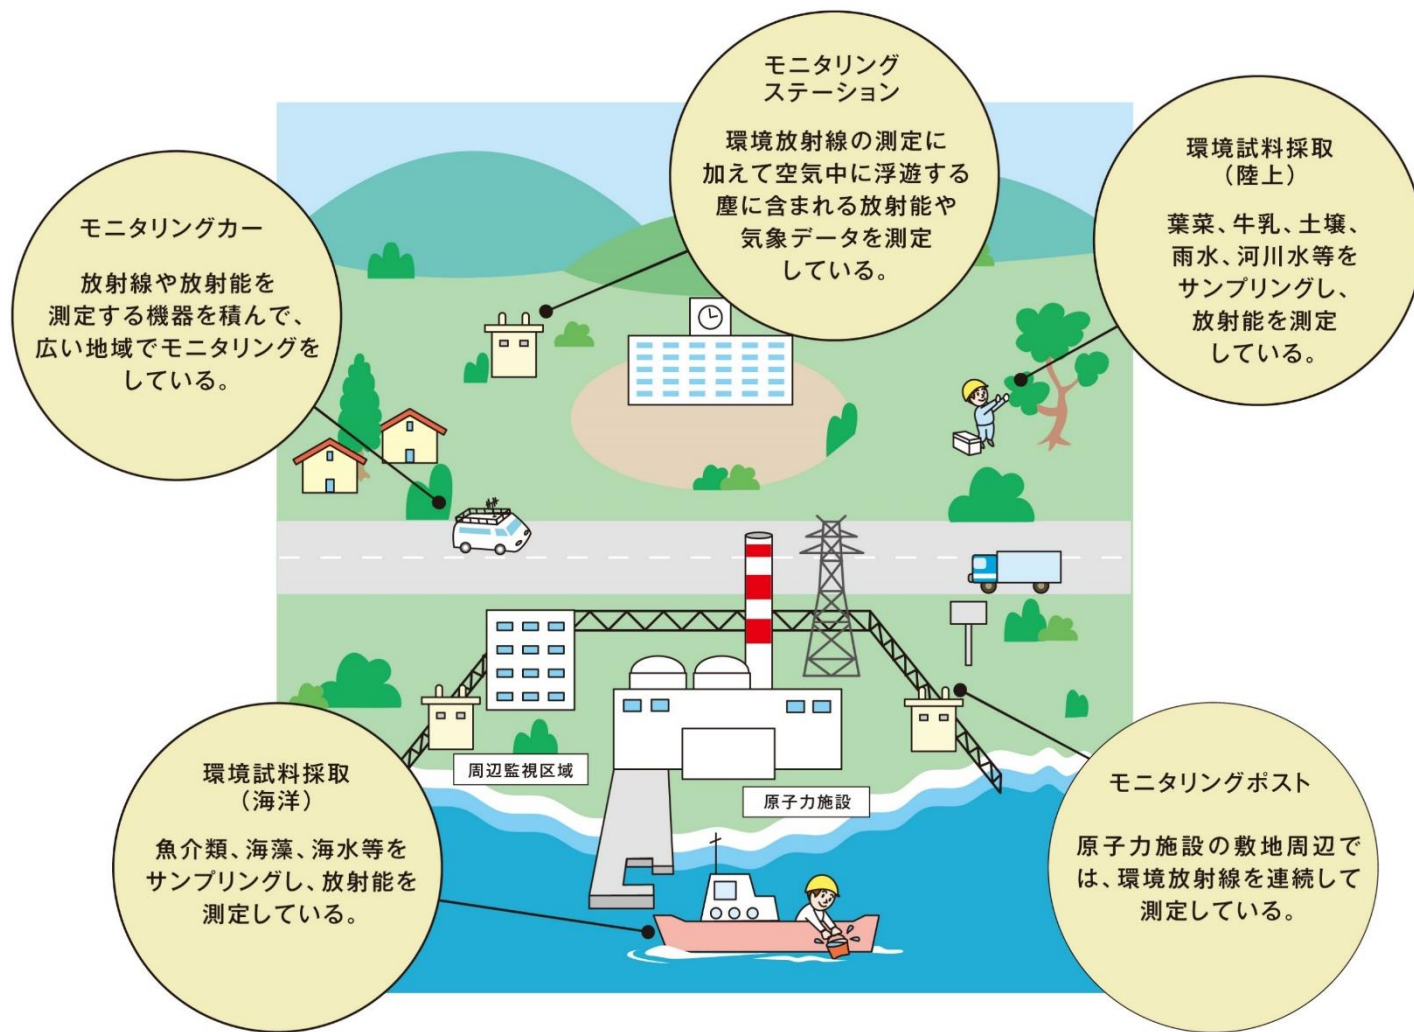 モニタリング
ステーション
環境放射線の測定に
加えて空気中に浮遊する
塵に含まれる放射能や
気象データを測定
している。
環境試料採取
（陸上）
葉菜、牛乳、土壌、
雨水、河川水等を
サンプリングし、
放射能を測定
している。
モニタリングカー
放射線や放射能を
測定する機器を積んで、
広い地域でモニタリングを
している。
周辺監視区域
原子力施設
環境試料採取
（海洋）
魚介類、海藻、海水等を
サンプリングし、放射能を
測定している。
モニタリングポスト
原子力施設の敷地周辺で
は、環境放射線を連続して
測定している。